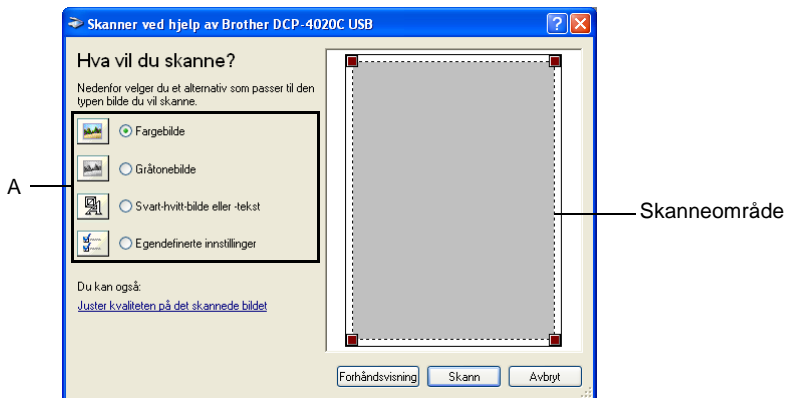 Skanner ved hjelp av Brother DCP-4020C USB
Hva vil du skanne?
Nedenfor velger du et alternativ som passer til den
typen bilde du vil skanne.
Fargebilde
Gråtonebilde
A
Svart-hvitt-bilde eller -tekst
Skanneområde
Egendefinerte innstillinger
Du kan også:
Juster kvaliteten på det skannede bildet
Forhåndsvisning Skann Avbryt